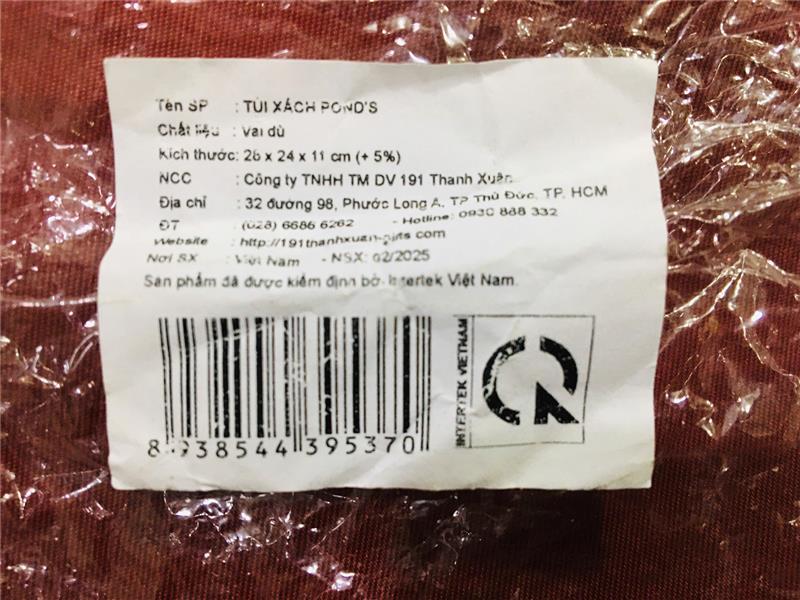 Tên SP : TÚI XÁCH POND'S
Chất liệu : Vải dù
Kích thước: 28 x 24 x 11 cm (+ 5%)
NCC : Công ty TNHH TM DV 191 Thanh Xuân
Địa chỉ : 32 đường 98, Phước Long A, TP Thủ Đức, TP. HCM
ĐT : (028) 6686 6262 - Hotline: 0930 888 332
Website : http://191thanhxuan-gifts.com
Nơi SX : Việt Nam - NSX: 02/2025
Sản phẩm đã được kiểm định bởi Intertek Việt Nam
8 938544 395370
INTERTEK VIETNAM